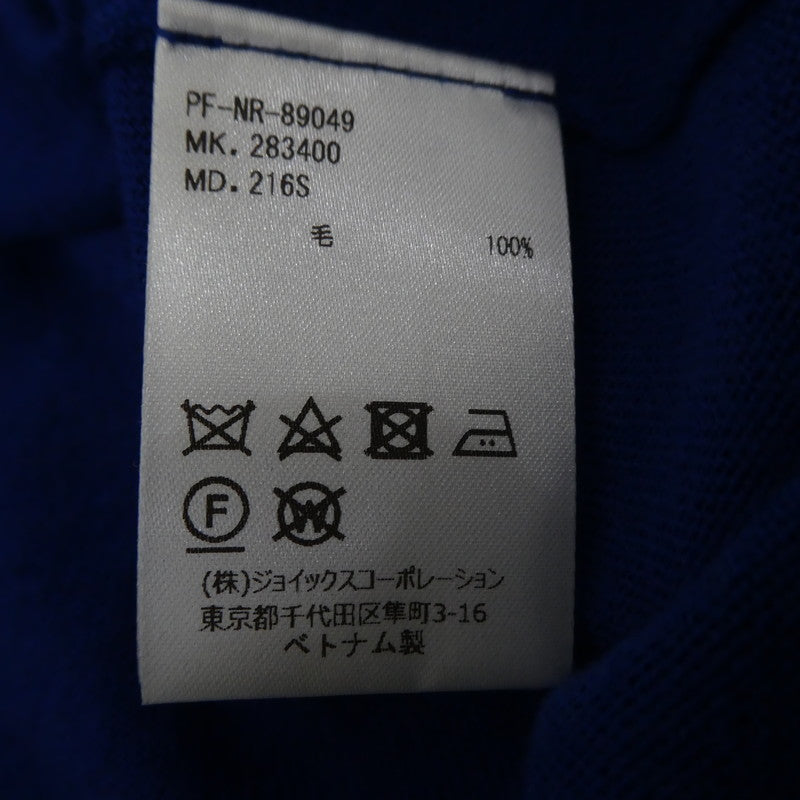 PF-NR-89049
MK. 283400
MD. 216S
毛 100%
F W
(株)ジョイックスコーポレーション
東京都千代田区隼町3-16
ベトナム製